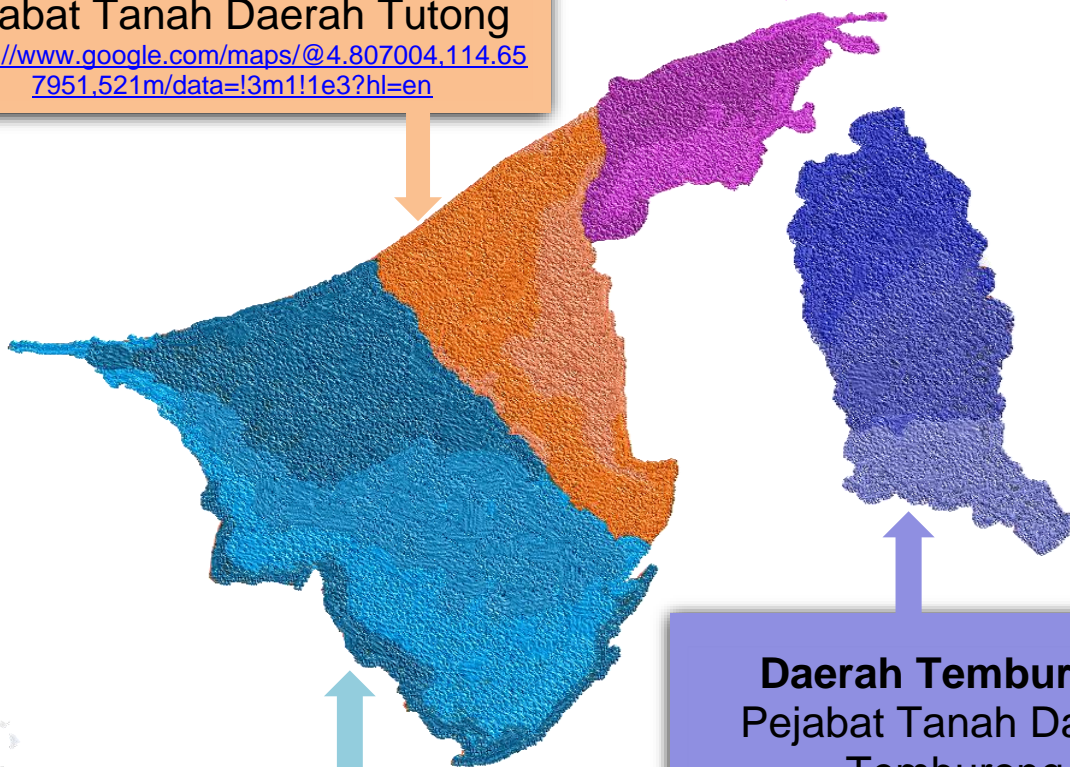 abat Tanah Daerah Tutong
://www.google.com/maps/@4.807004,114.65
7951,521m/data=!3m1!1e3?hl=en
Daerah Tembur
Pejabat Tanah Da
Temburong